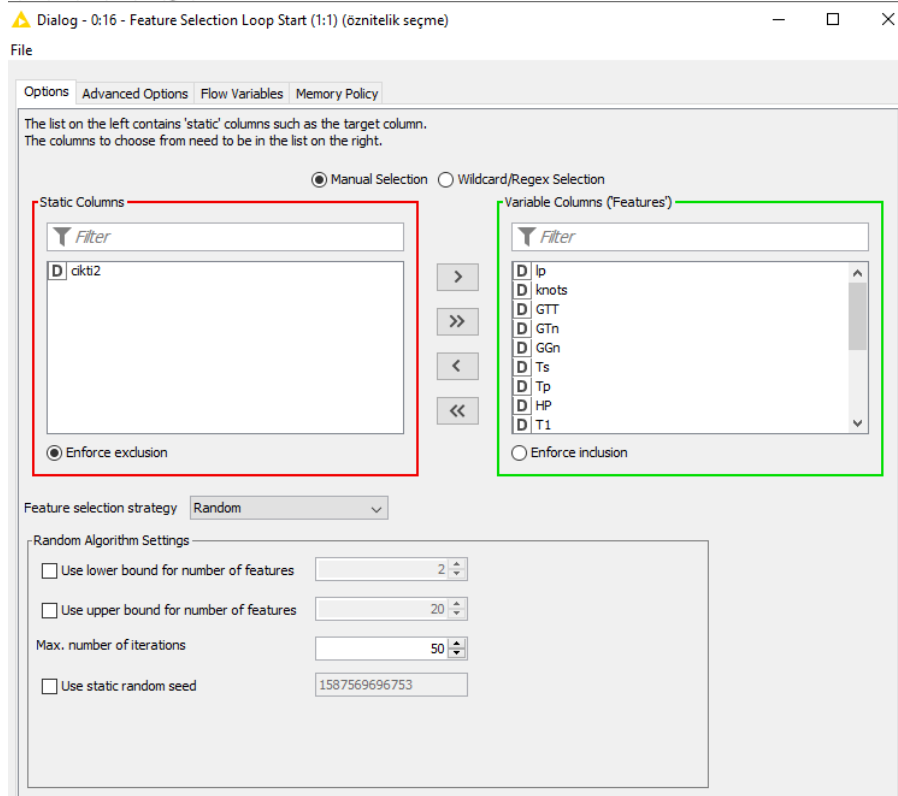 Dialog - 0:16 - Feature Selection Loop Start (1:1) (öznitelik seçme)
File
Options Advanced Options Flow Variables Memory Policy
The list on the left contains 'static' columns such as the target column.
The columns to choose from need to be in the list on the right.
Manual Selection Wildcard/Regex Selection
Static Columns
Filter
D cikti2
Enforce exclusion
>
>>
<
<<
Variable Columns ('Features')
Filter
D lp
D knots
D GTT
D GTn
D GGn
D Ts
D Tp
D HP
D T1
Enforce inclusion
Feature selection strategy Random
Random Algorithm Settings
Use lower bound for number of features 2
Use upper bound for number of features 20
Max. number of iterations 50
Use static random seed 1587569696753